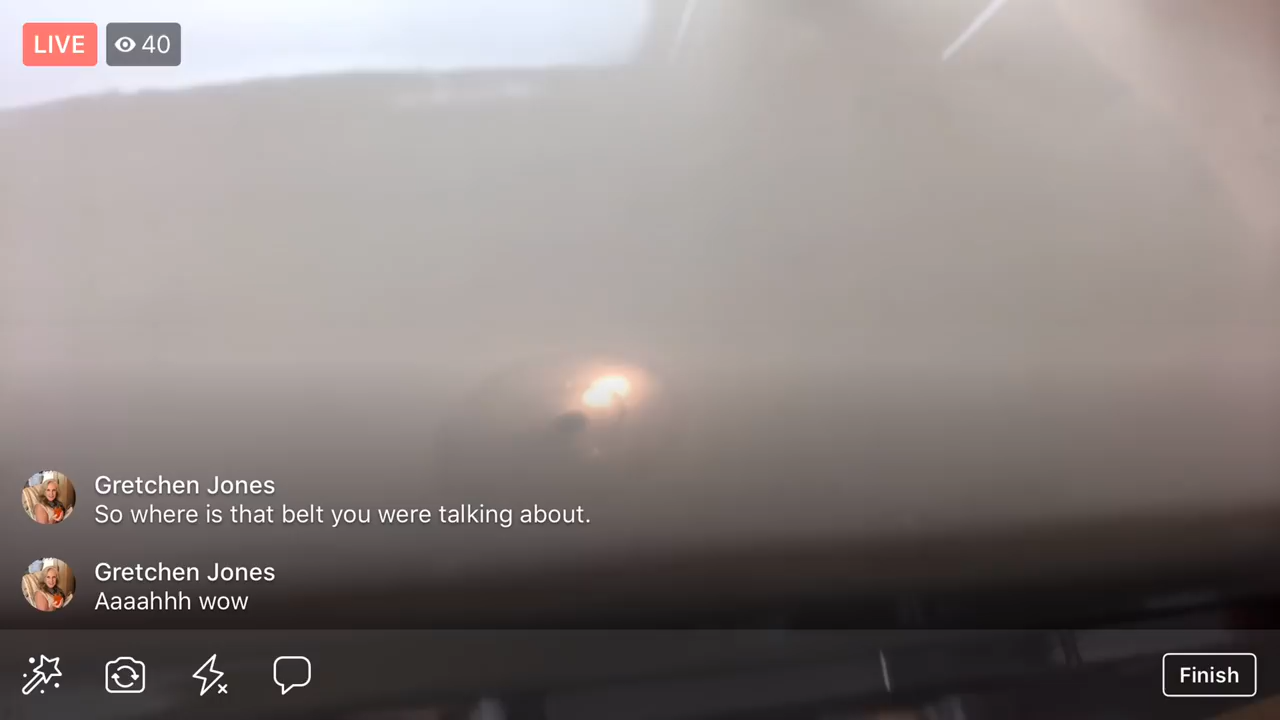 LIVE
40
Gretchen Jones
So where is that belt you were talking about.
Gretchen Jones
Aaaahhh wow
Finish